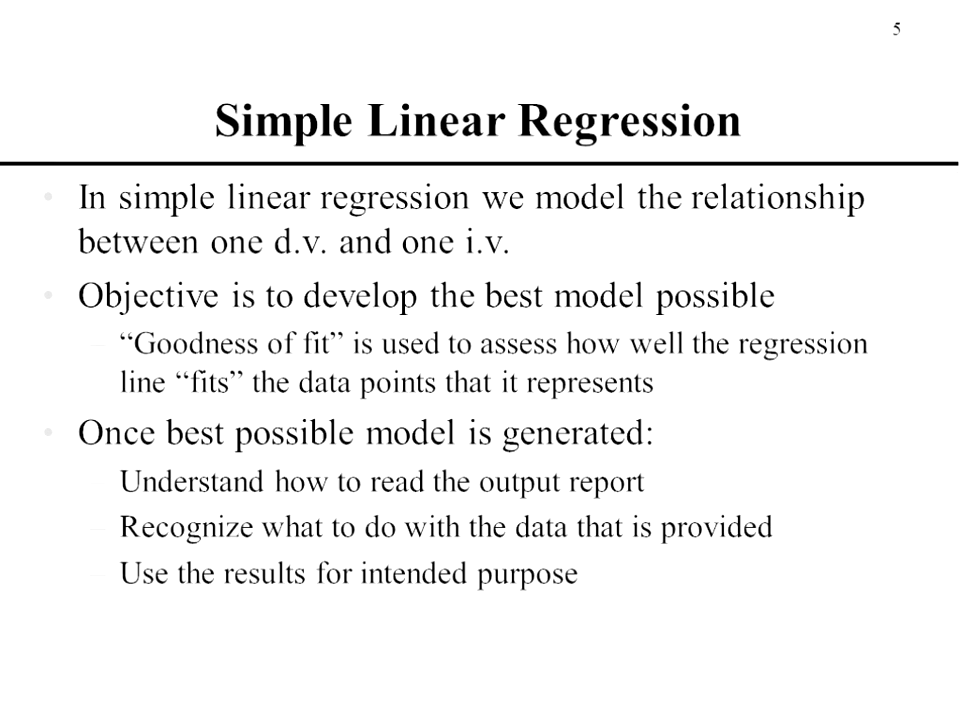 5
Simple Linear Regression
• In simple linear regression we model the relationship
between one d.v. and one i.v.
• Objective is to develop the best model possible
– “Goodness of fit” is used to assess how well the regression
line “fits” the data points that it represents
• Once best possible model is generated:
Understand how to read the output report
– Recognize what to do with the data that is provided
– Use the results for intended purpose